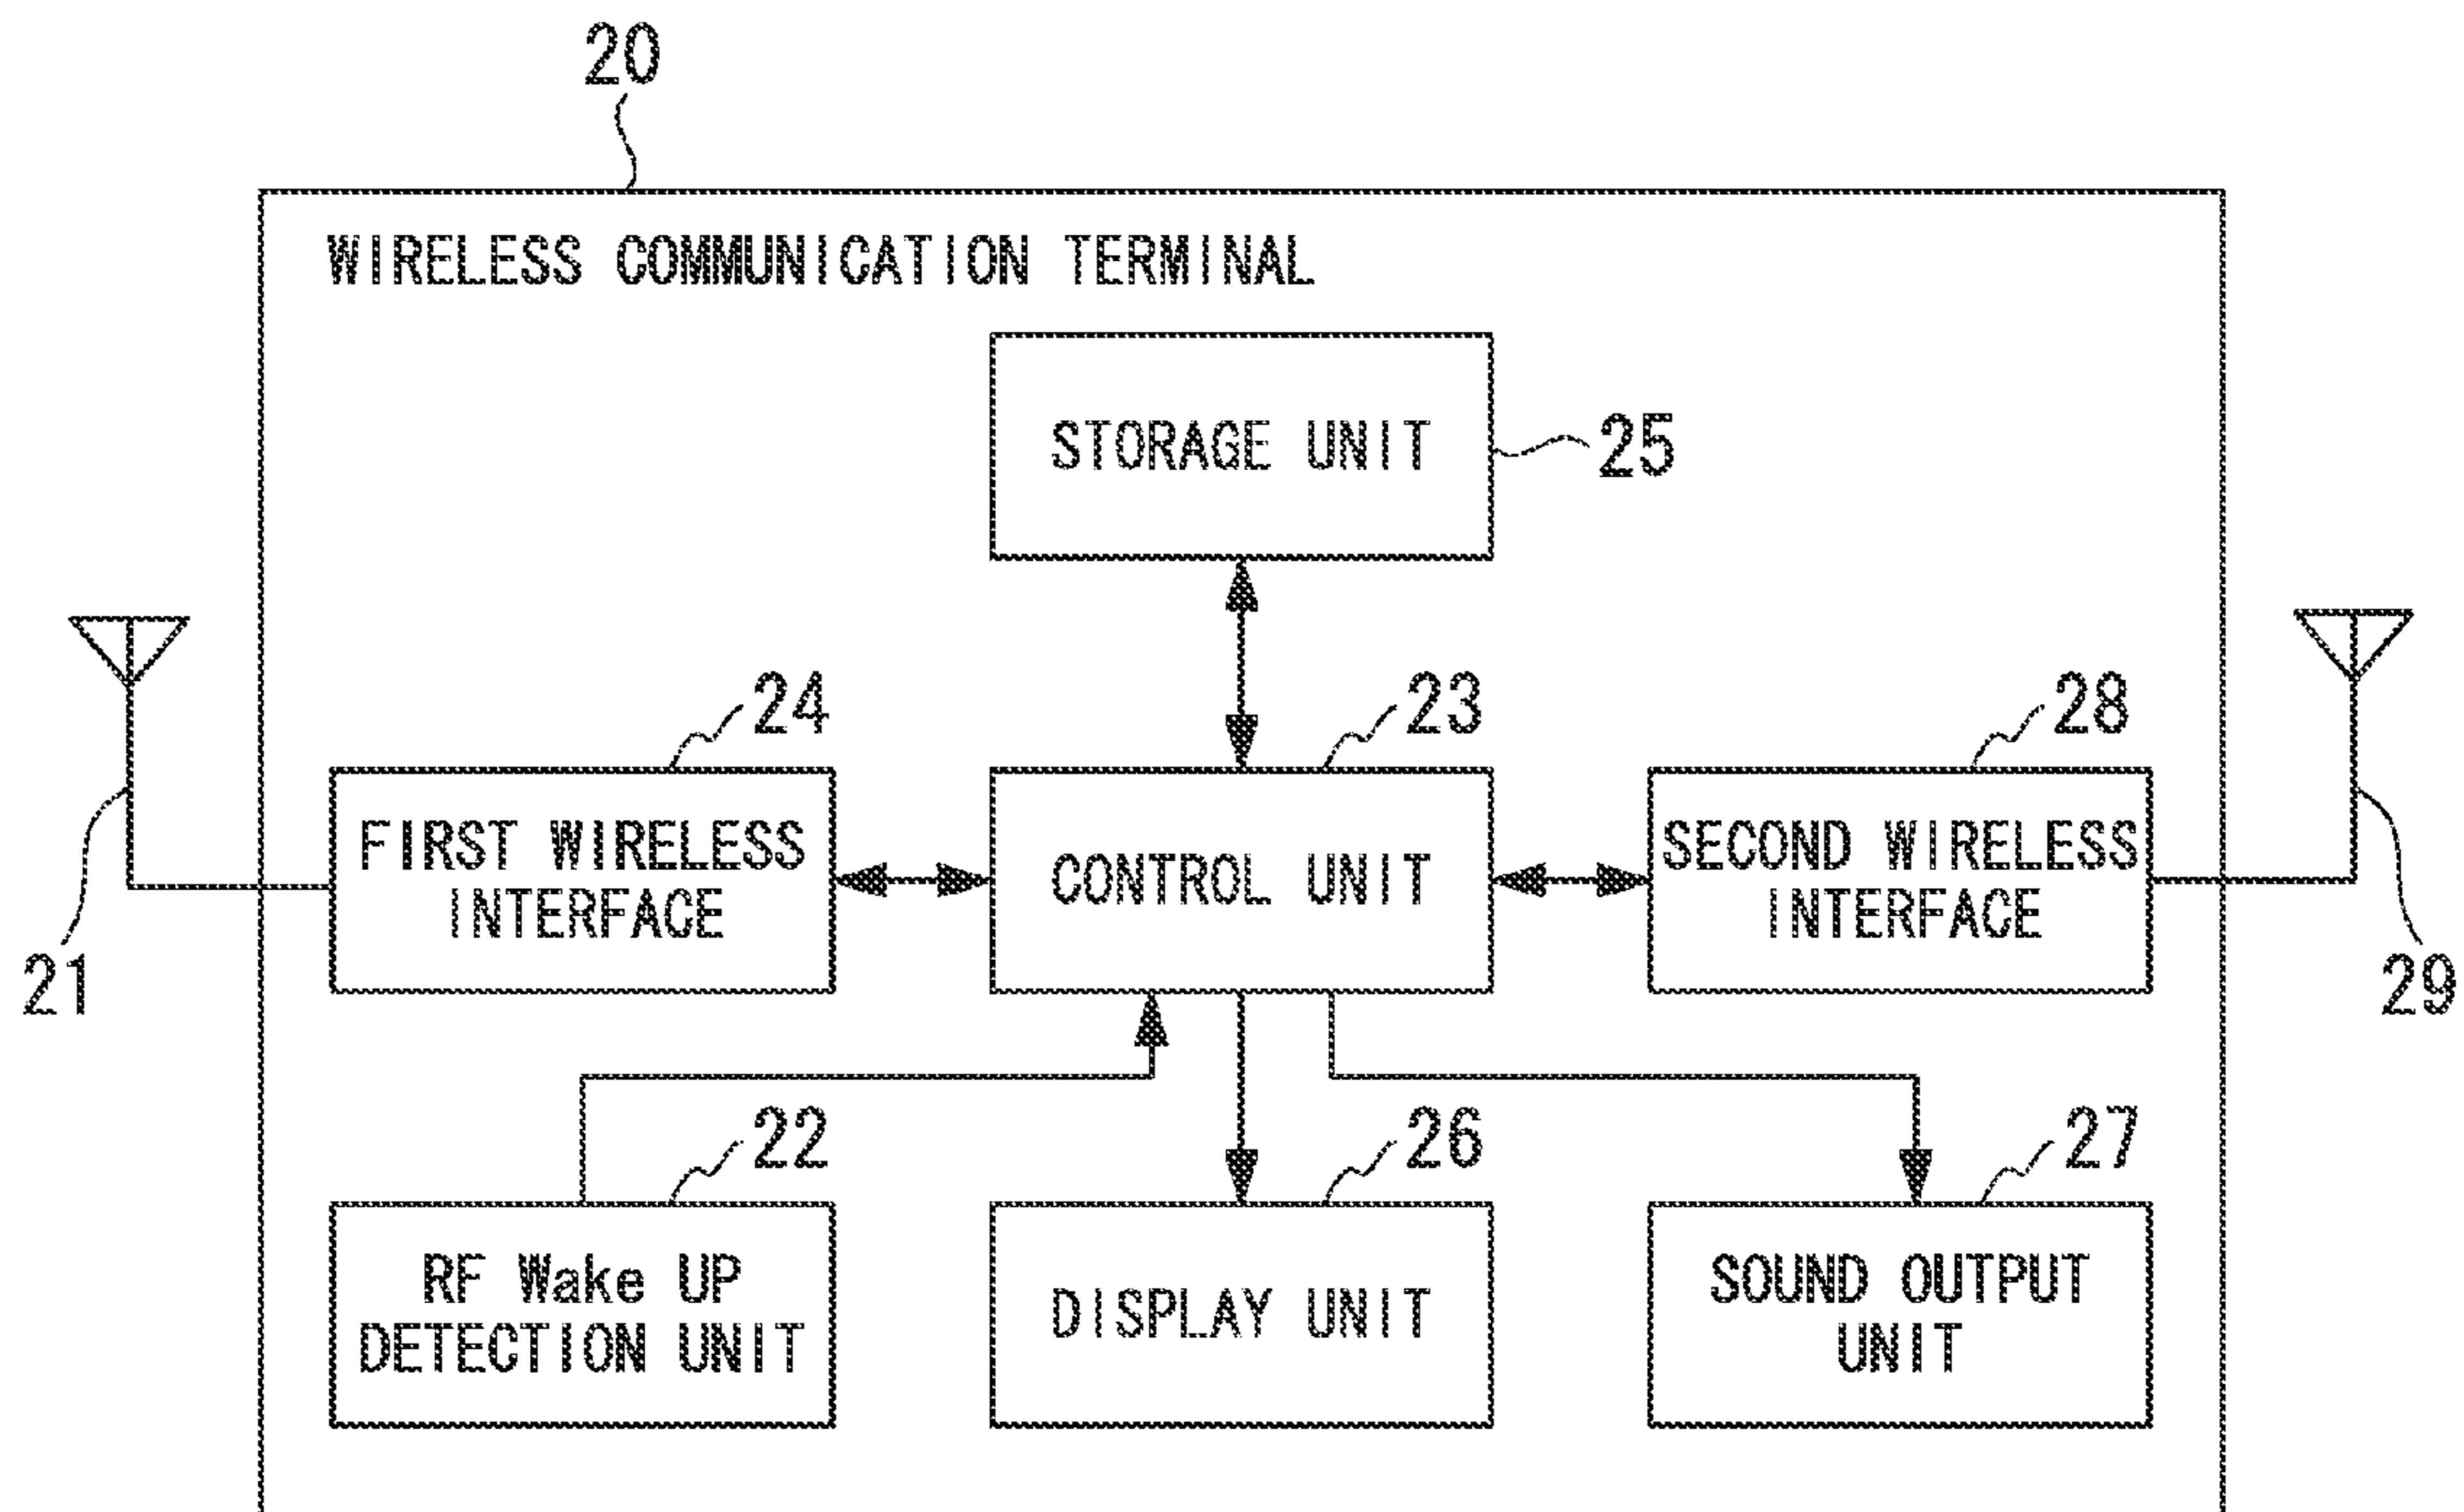 20
WIRELESS COMMUNICATION TERMINAL
STORAGE UNIT
25
24
23
28
FIRST WIRELESS
INTERFACE
CONTROL UNIT
SECOND WIRELESS
INTERFACE
21
29
22
26
27
RF Wake UP
DETECTION UNIT
DISPLAY UNIT
SOUND OUTPUT
UNIT